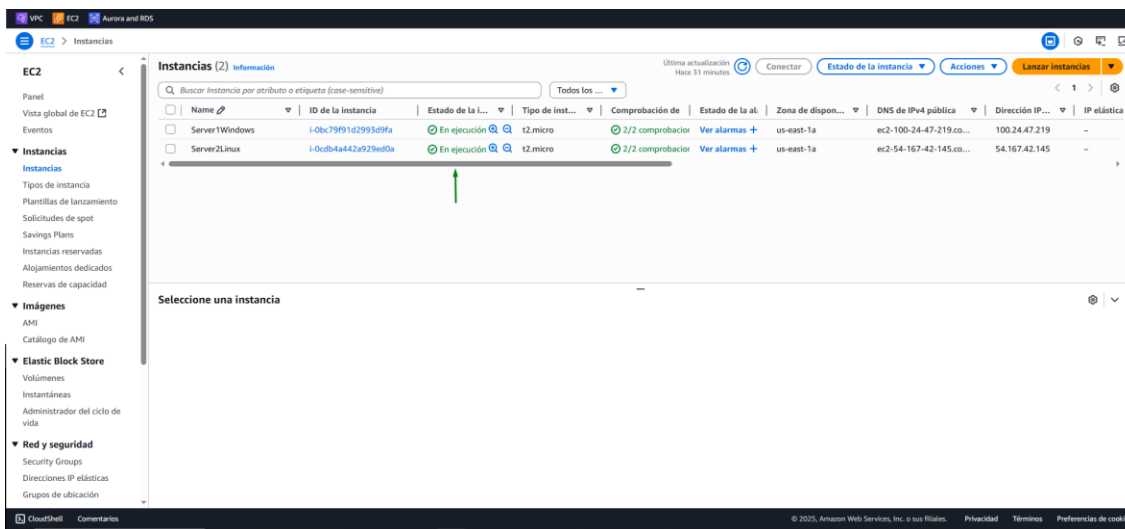 VPC EC2 Aurora and RDS
EC2 > Instancias
EC2
Panel
Vista global de EC2
Eventos
Instancias
Instancias
Tipos de instancia
Plantillas de lanzamiento
Solicitudes de spot
Savings Plans
Instancias reservadas
Alojamientos dedicados
Reservas de capacidad
Imágenes
AMI
Catálogo de AMI
Elastic Block Store
Volúmenes
Instantáneas
Administrador del ciclo de
vida
Red y seguridad
Security Groups
Direcciones IP elásticas
Grupos de ubicación
Instancias (2) Información
Última actualización
Hace 31 minutes
Conectar Estado de la instancia Acciones Lanzar instancias
Buscar Instancia por atributo o etiqueta (case-sensitive) Todos los ... 1
Name ID de la instancia Estado de la i... Tipo de inst... Comprobación de Estado de la al: Zona de dispon... DNS de IPv4 pública Dirección IP... IP elástica
Server1Windows i-0bc79f91d2993d9fa En ejecución t2.micro 2/2 comprobacior Ver alarmas + us-east-1a ec2-100-24-47-219.co... 100.24.47.219 –
Server2Linux i-0cdb4a442a929ed0a En ejecución t2.micro 2/2 comprobacior Ver alarmas + us-east-1a ec2-54-167-42-145.co... 54.167.42.145 –
Seleccione una instancia
CloudShell Comentarios © 2025, Amazon Web Services, Inc. o sus filiales. Privacidad Términos Preferencias de cooki